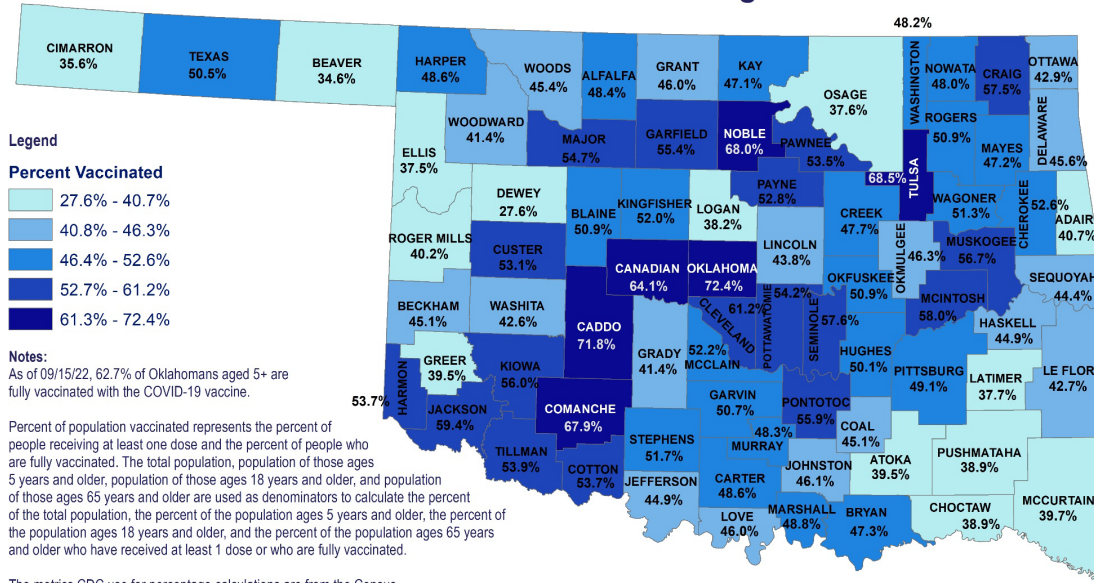 48.2%
CIMARRON
35.6%
TEXAS
50.5%
BEAVER
34.6%
HARPER
48.6%
WOODS
45.4%
ALFALFA
48.4%
GRANT
46.0%
KAY
47.1%
OSAGE
37.6%
WASHINGTON
NOWATA
48.0%
CRAIG
57.5%
OTTAWA
42.9%
WOODWARD
41.4%
MAJOR
54.7%
GARFIELD
55.4%
NOBLE
68.0%
PAWNEE
53.5%
ROGERS
50.9%
MAYES
47.2%
DELAWARE
45.6%
ELLIS
37.5%
DEWEY
27.6%
BLAINE
50.9%
KINGFISHER
52.0%
LOGAN
38.2%
PAYNE
52.8%
68.5%
TULSA
CREEK
47.7%
WAGONER
51.3%
CHEROKEE
52.6%
ADAIR
40.7%
ROGER MILLS
40.2%
CUSTER
53.1%
CANADIAN
64.1%
OKLAHOMA
72.4%
LINCOLN
43.8%
OKMULGEE
46.3%
MUSKOGEE
56.7%
OKFUSKEE
50.9%
MCINTOSH
58.0%
SEQUOYAH
44.4%
BECKHAM
45.1%
WASHITA
42.6%
CADDO
71.8%
GRADY
41.4%
61.2%
CLEVELAND
54.2%
POTTAWATOMIE
SEMINOLE
57.6%
HUGHES
50.1%
HASKELL
44.9%
52.2%
MCCLAIN
PITTSBURG
49.1%
LATIMER
37.7%
LE FLOR
42.7%
GREER
39.5%
KIOWA
56.0%
53.7%
HARMON
JACKSON
59.4%
COMANCHE
67.9%
GARVIN
50.7%
PONTOTOC
55.9%
COAL
45.1%
TILLMAN
53.9%
COTTON
53.7%
STEPHENS
51.7%
48.3%
MURRAY
JOHNSTON
46.1%
ATOKA
39.5%
PUSHMATAHA
38.9%
JEFFERSON
44.9%
CARTER
48.6%
LOVE
46.0%
MARSHALL
48.8%
BRYAN
47.3%
CHOCTAW
38.9%
MCCURTAIN
39.7%
Legend
Percent Vaccinated
27.6% - 40.7%
40.8% - 46.3%
46.4% - 52.6%
52.7% - 61.2%
61.3% - 72.4%
Notes:
As of 09/15/22, 62.7% of Oklahomans aged 5+ are
fully vaccinated with the COVID-19 vaccine.
Percent of population vaccinated represents the percent of
people receiving at least one dose and the percent of people who
are fully vaccinated. The total population, population of those ages
5 years and older, population of those ages 18 years and older, and population
of those ages 65 years and older are used as denominators to calculate the percent
of the total population, the percent of the population ages 5 years and older, the percent of
the population ages 18 years and older, and the percent of the population ages 65 years
and older who have received at least 1 dose or who are fully vaccinated.
The metrics CDC use for percentage calculations are from the Census